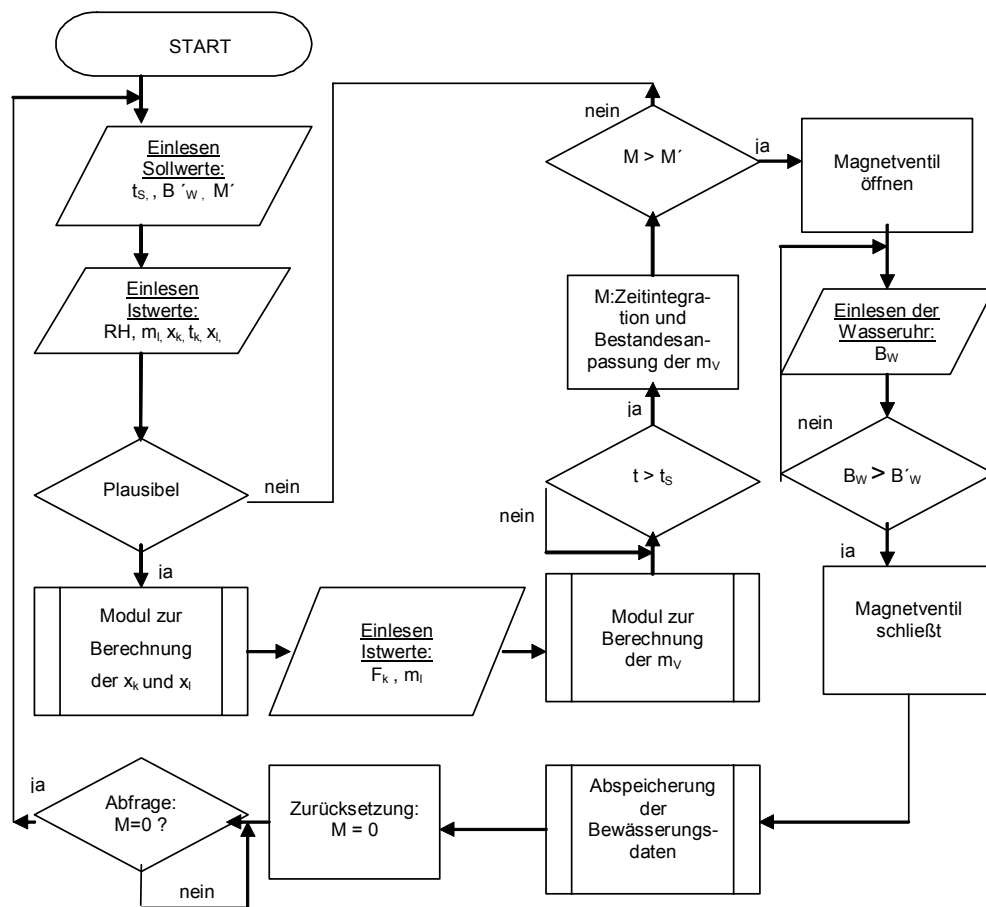 START
Einlesen
Sollwerte:
tS, , B ´W , M´
Einlesen
Istwerte:
RH, ml, xk, tk, xl,
Plausibel
nein
ja
Modul zur
Berechnung
der xk und xl
Einlesen
Istwerte:
Fk , ml
Modul zur
Berechnung
der mV
t > tS
nein
ja
M:Zeitintegra-
tion und
Bestandesan-
passung der mV
M > M´
nein
ja
Magnetventil
öffnen
Einlesen der
Wasseruhr:
BW
nein
BW > B´W
ja
Magnetventil
schließt
Abspeicherung
der
Bewässerungs-
daten
Zurücksetzung:
M = 0
Abfrage:
M=0 ?
ja
nein